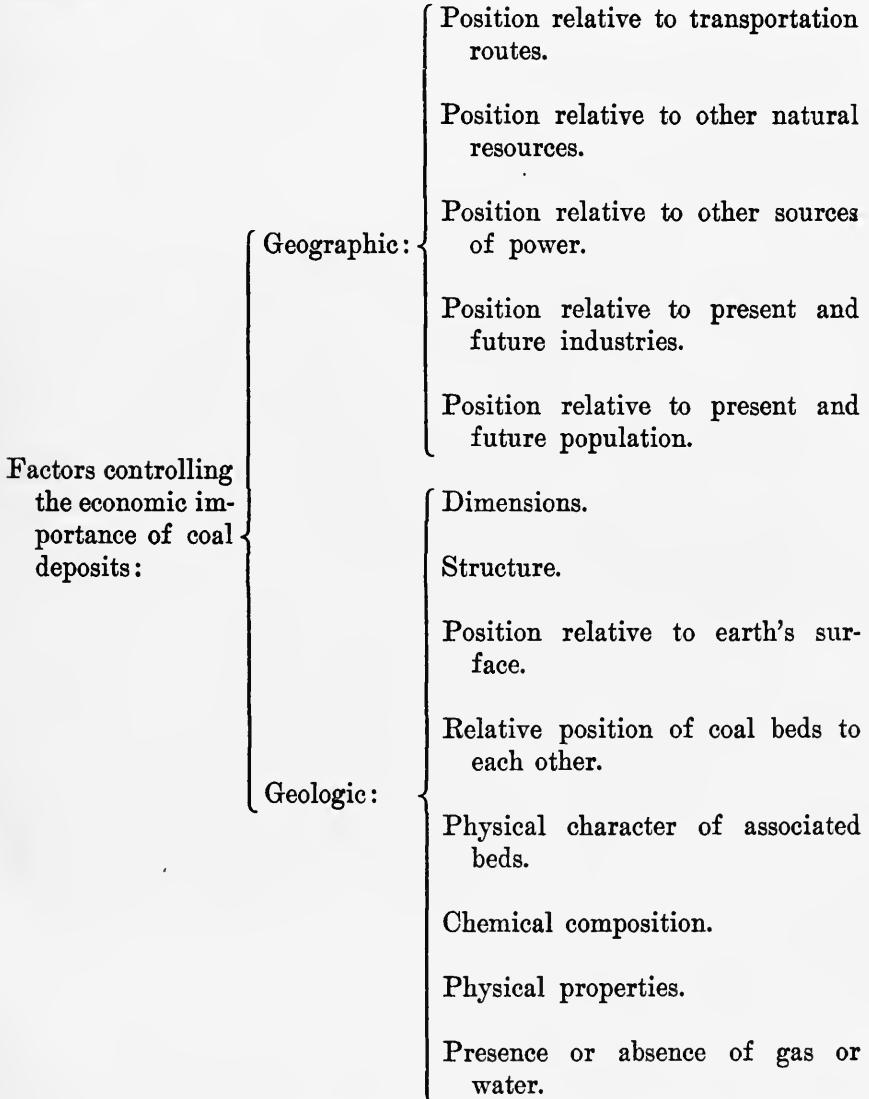 Position relative to transportation
routes.
Position relative to other natural
resources.
Position relative to other sources
of power.
Geographic:
Position relative to present and
future industries.
Position relative to present and
future population.
Factors controlling
the economic im-
portance of coal
deposits:
Dimensions.
Structure.
Position relative to earth's sur-
face.
Relative position of coal beds to
each other.
Geologic:
Physical character of associated
beds.
Chemical composition.
Physical properties.
Presence or absence of gas or
water.